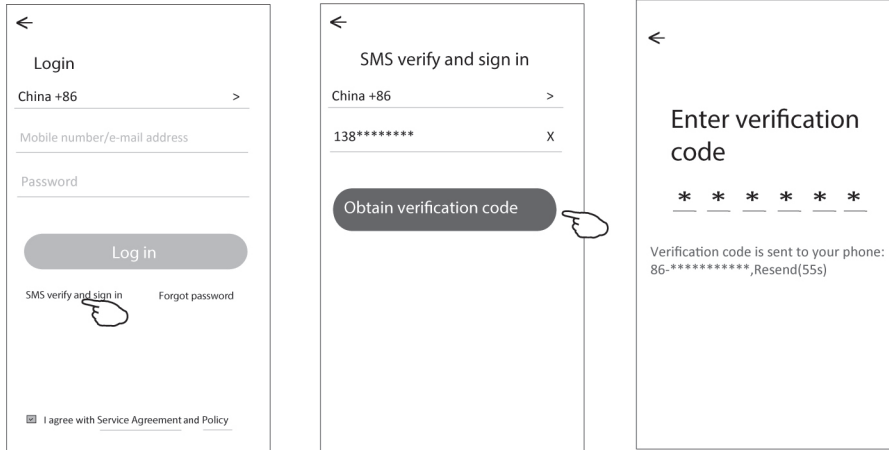 Login
China +86 >
Mobile number/e-mail address
Password
Log in
SMS verify and sign in Forgot password
I agree with Service Agreement and Policy
SMS verify and sign in
China +86 >
138******** X
Obtain verification code
Enter verification
code
* * * * * *
Verification code is sent to your phone:
86-***********,Resend(55s)